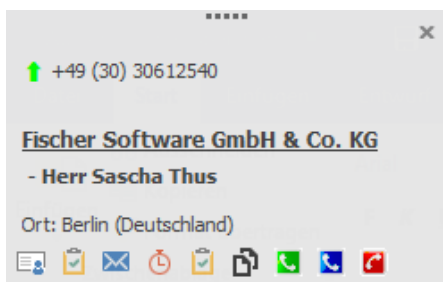 +49 (30) 30612540
Fischer Software GmbH & Co. KG
- Herr Sascha Thus
Ort: Berlin (Deutschland)